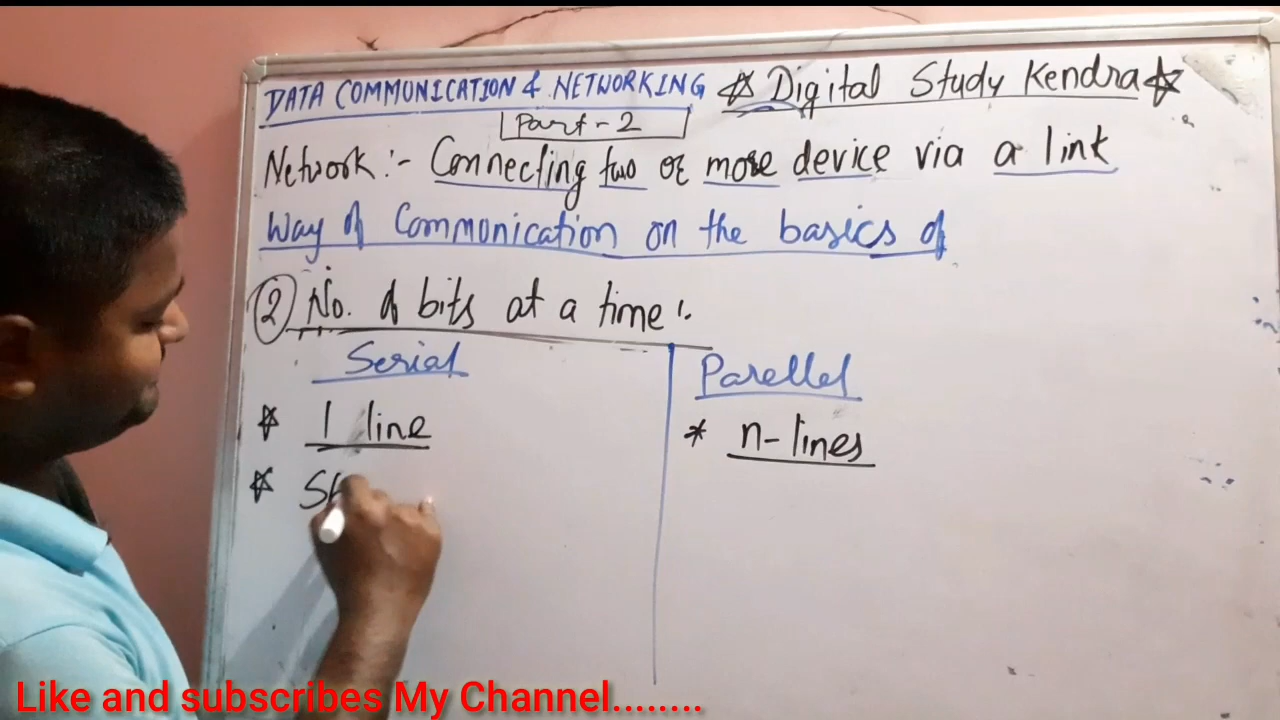 DATA COMMUNICATION & NETWORKING ☆ Digital Study Kendra ☆
Part - 2
Network :- Connecting two or more device via a link
Way of Communication on the basics of
② No. of bits at a time :-
Serial
Parellel
☆ 1 line
* n- lines
☆ S
Like and subscribes My Channel........